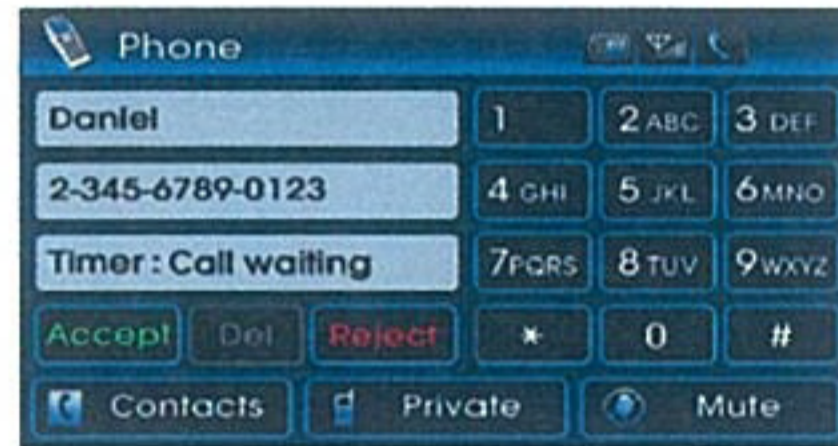 Phone
Daniel
2-345-6789-0123
Timer : Call waiting
Accept Del Reject
1 2 ABC 3 DEF
4 GHI 5 JKL 6 MNO
7 PQRS 8 TUV 9 WXYZ
* 0 #
Contacts Private Mute